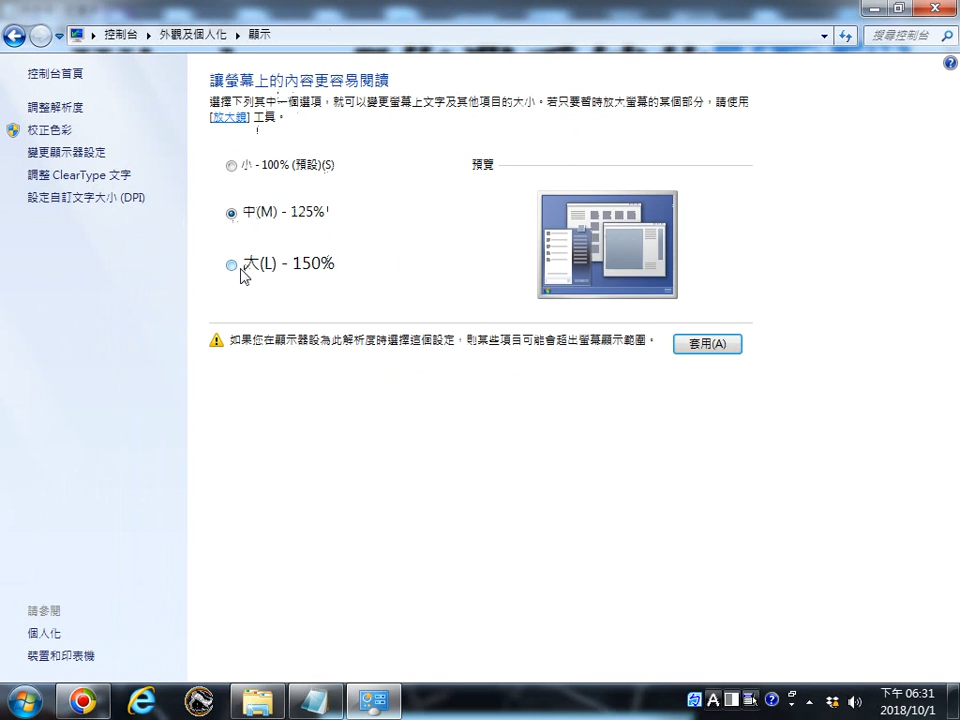 控制台 外觀及個人化 顯示
搜尋控制台
控制台首頁
調整解析度
校正色彩
變更顯示器設定
調整 ClearType 文字
設定自訂文字大小 (DPI)
讓螢幕上的內容更容易閱讀
選擇下列其中一個選項，就可以變更螢幕上文字及其他項目的大小。若只要暫時放大螢幕的某個部分，請使用
[放大鏡] 工具。
小 - 100% (預設)(S)
預覽
中(M) - 125%
大(L) - 150%
如果您在顯示器設為此解析度時選擇這個設定，則某些項目可能會超出螢幕顯示範圍。
套用(A)
請參閱
個人化
裝置和印表機
A
下午 06:31
2018/10/1